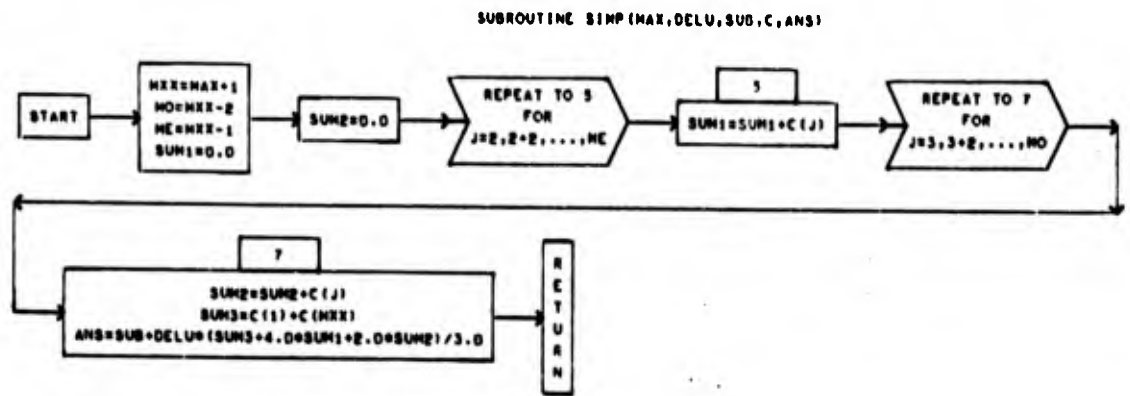 SUBROUTINE SIMP(MAX,DELU,SUB,C,ANS)
START
MXX=MAX+1
MO=MXX-2
ME=MXX-1
SUM1=0.0
SUM2=0.0
REPEAT TO 5
FOR
J=2,2+2,...,ME
5
SUM1=SUM1+C(J)
REPEAT TO 7
FOR
J=3,3+2,...,MO
7
SUM2=SUM2+C(J)
SUM3=C(1)+C(MXX)
ANS=SUB+DELU*(SUM3+4.0*SUM1+2.0*SUM2)/3.0
RETURN